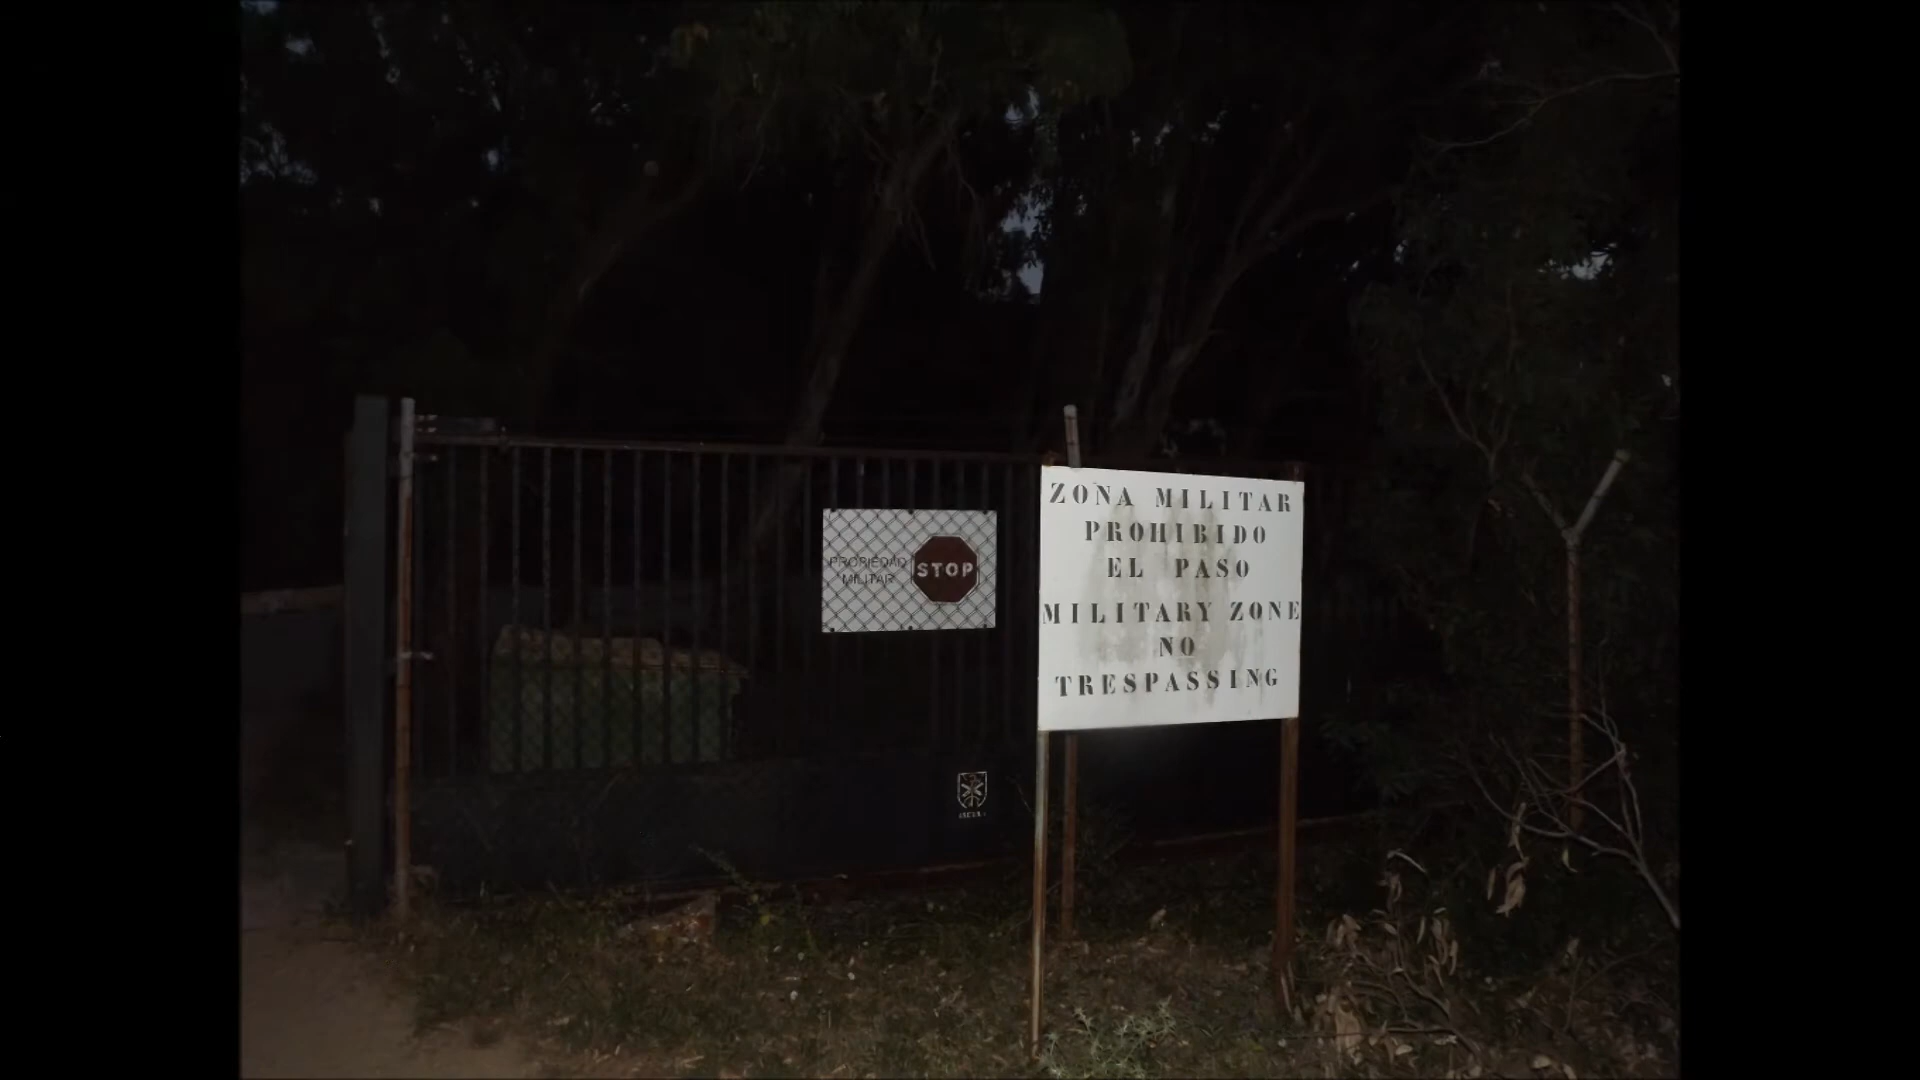 PROPIEDAD
MILITAR
STOP
ZONA MILITAR
PROHIBIDO
EL PASO
MILITARY ZONE
NO
TRESPASSING